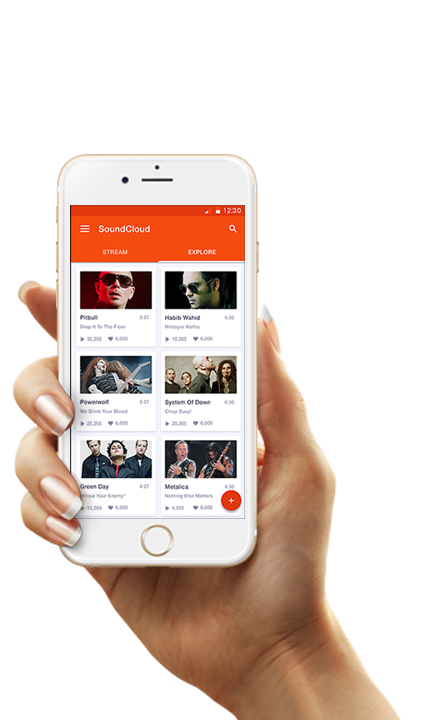 12:30
SoundCloud
STREAM EXPLORE
Pitbull 3:27
Drop It To The Floor
30,265 6,000
Habib Wahid 4:30
Hridoyer Kotha
10,265 6,000
Powerwolf 5:27
We Drink Your Blood
25,265 6,000
System Of Down 5:30
Chop Suey!
20,265 6,000
Green Day 4:27
"Know Your Enemy"
10,265 6,000
Metalica 4:30
Nothing Else Matters
9,265 6,000